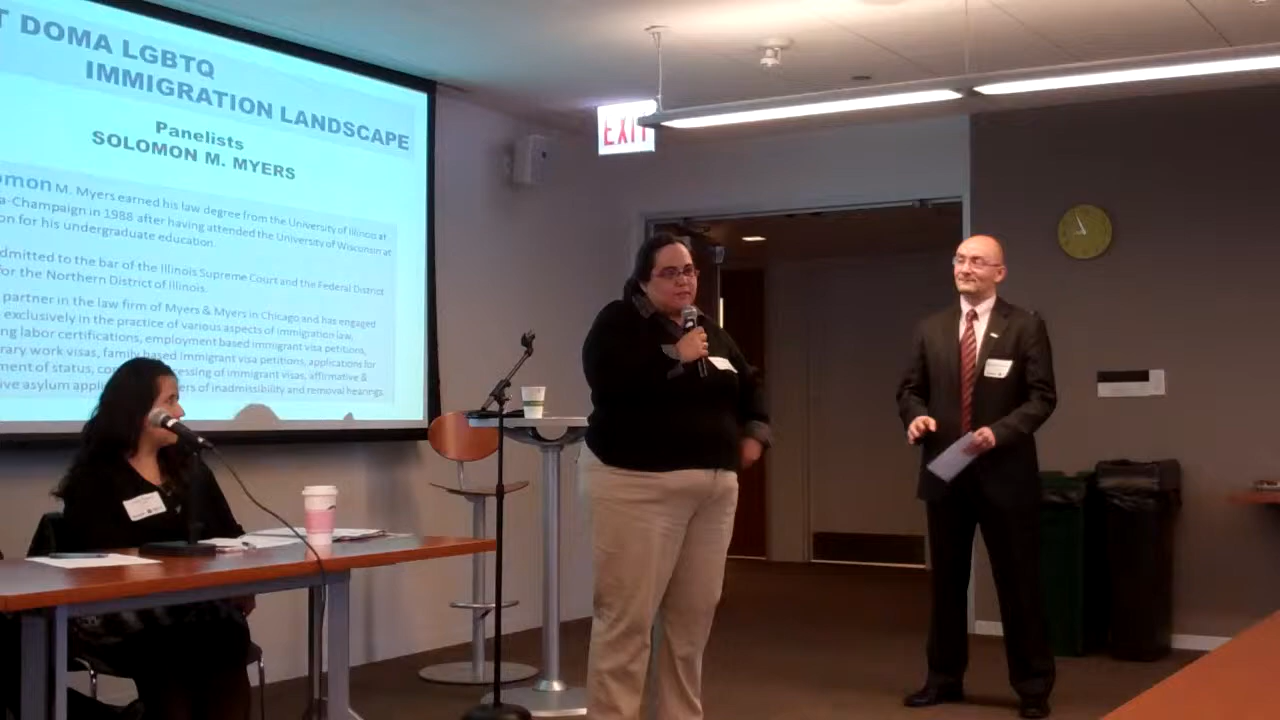 T DOMA LGBTQ
IMMIGRATION LANDSCAPE
Panelists
SOLOMON M. MYERS
omon M. Myers earned his law degree from the University of Illinois at
a-Champaign in 1988 after having attended the University of Wisconsin at
on for his undergraduate education.
dmitted to the bar of the Illinois Supreme Court and the Federal District
for the Northern District of Illinois.
partner in the law firm of Myers & Myers in Chicago and has engaged
exclusively in the practice of various aspects of immigration law,
ng labor certifications, employment based immigrant visa petitions,
rary work visas, family based immigrant visa petitions, applications for
ment of status, essing of immigrant visas, affirmative &
ive asylum ers of inadmissibility and removal hearings.
EXIT